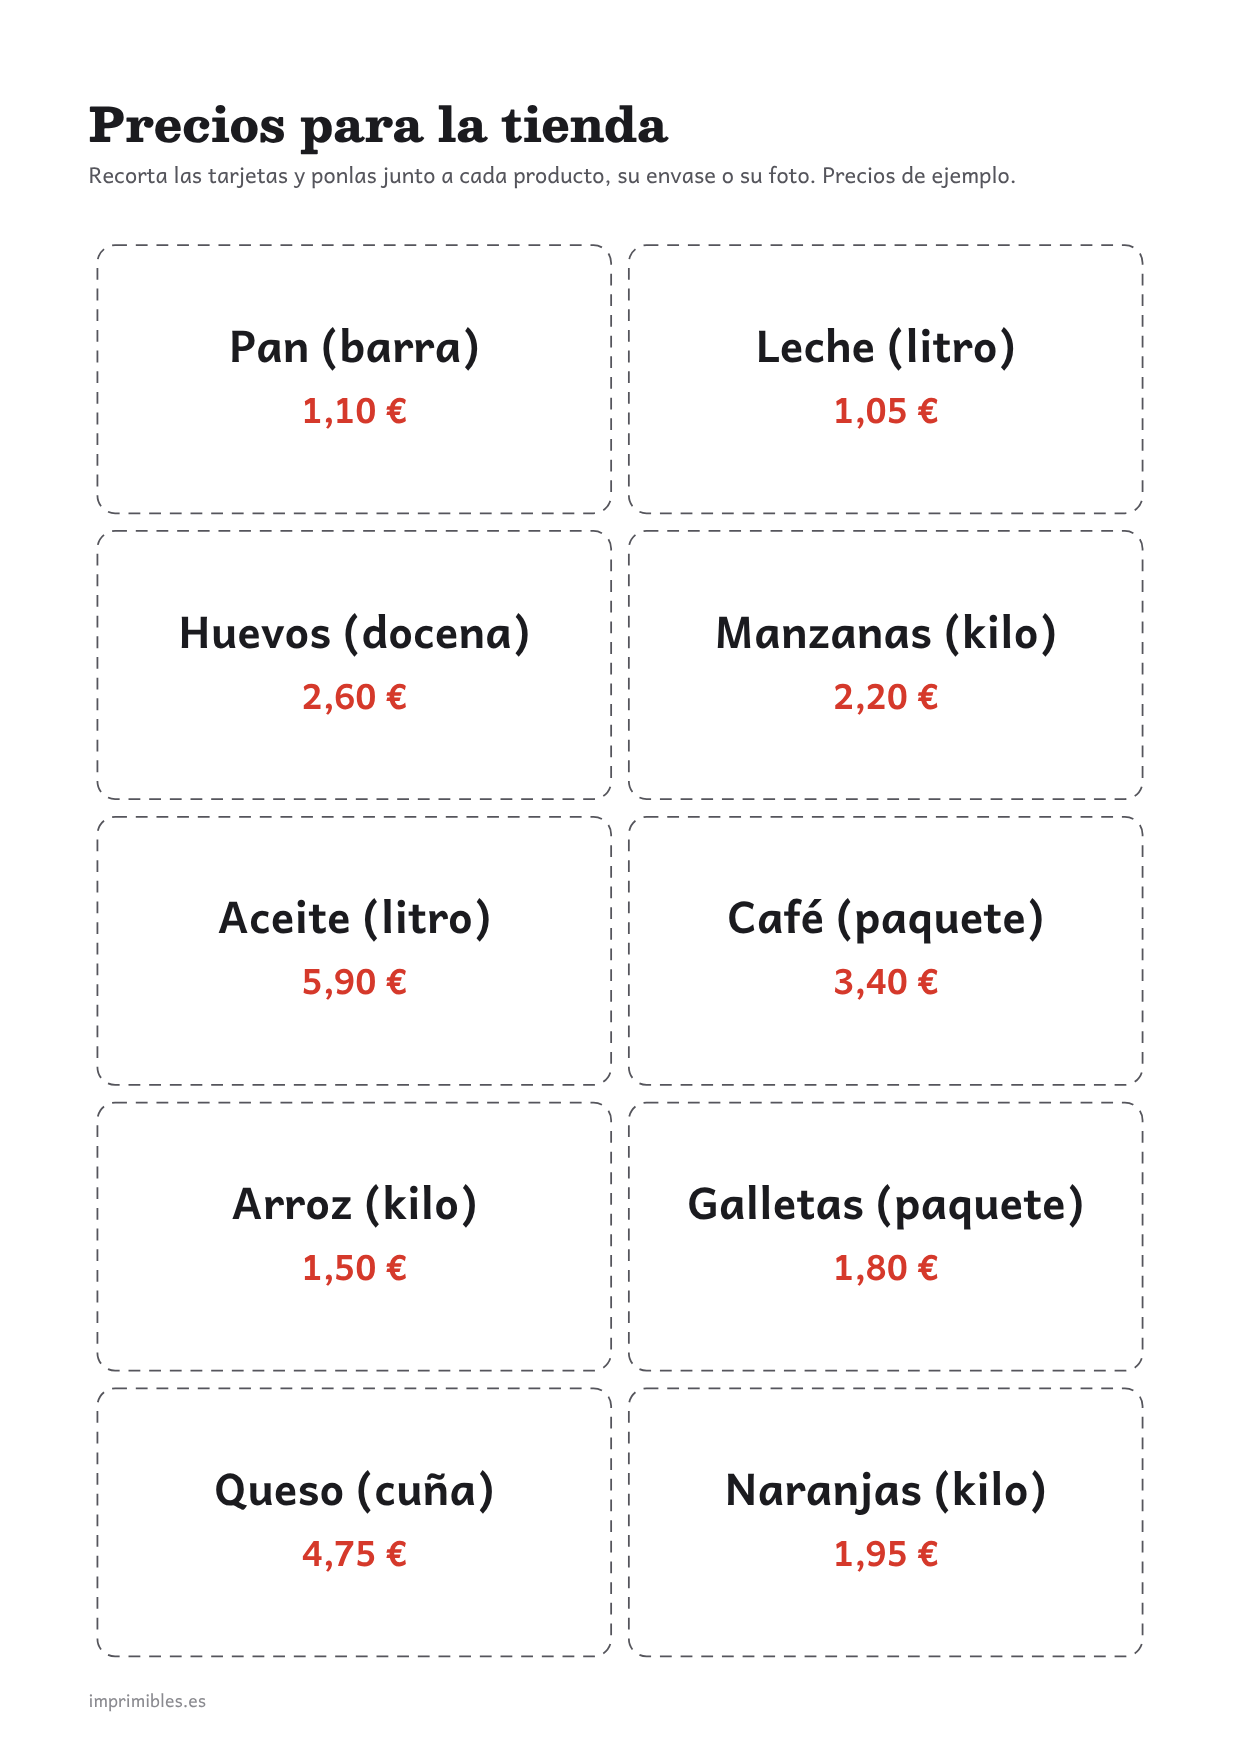 Precios para la tienda
Recorta las tarjetas y ponlas junto a cada producto, su envase o su foto. Precios de ejemplo.
Pan (barra)
1,10 €
Leche (litro)
1,05 €
Huevos (docena)
2,60 €
Manzanas (kilo)
2,20 €
Aceite (litro)
5,90 €
Café (paquete)
3,40 €
Arroz (kilo)
1,50 €
Galletas (paquete)
1,80 €
Queso (cuña)
4,75 €
Naranjas (kilo)
1,95 €
imprimibles.es